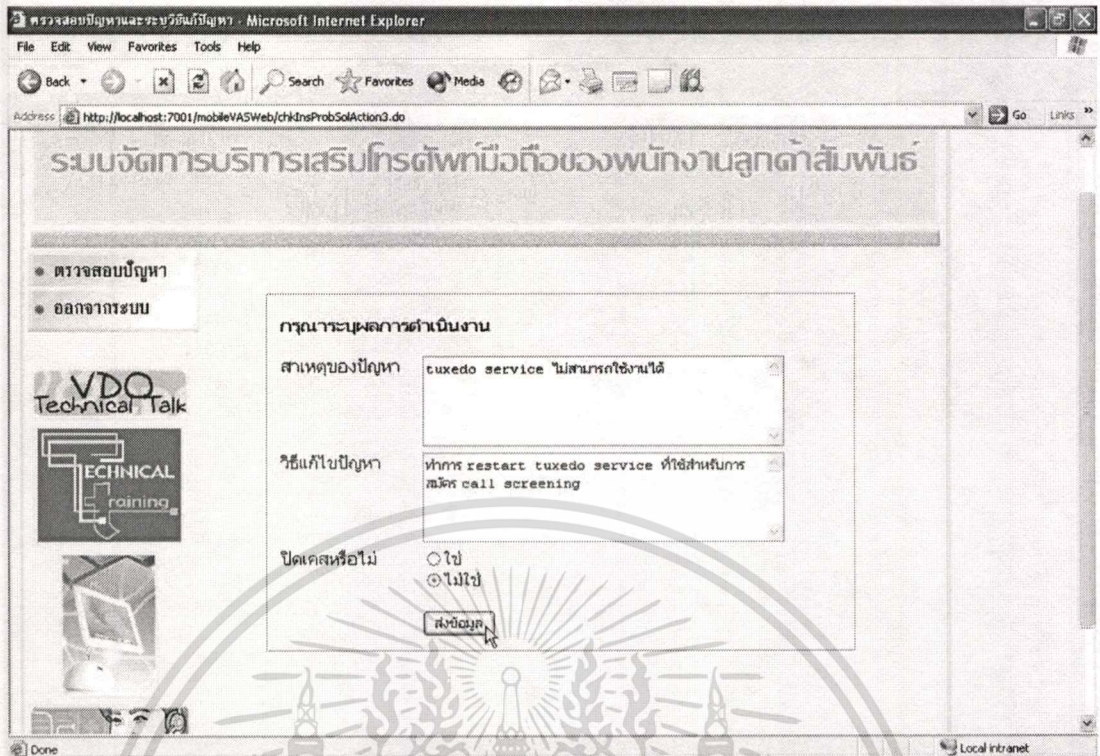 ตรวจสอบปัญหาและระบุวิธีแก้ปัญหา - Microsoft Internet Explorer
File Edit View Favorites Tools Help
Back Search Favorites Media
Address http://localhost:7001/mobileVASWeb/chkInsProbSolAction3.do Go Links »
ระบบจัดการบริการเสริมโทรศัพท์มือถือของพนักงานลูกค้าสัมพันธ์
ตรวจสอบปัญหา
ออกจากระบบ
VDO
Technical Talk
TECHNICAL
Training
กรุณาระบุผลการดำเนินงาน
สาเหตุของปัญหา
tuxedo service ไม่สามารถใช้งานได้
วิธีแก้ไขปัญหา
ทำการ restart tuxedo service ที่ใช้สำหรับการ
สมัคร call screening
ปิดเคสหรือไม่
ใช่
ไม่ใช่
ส่งข้อมูล
Done Local intranet